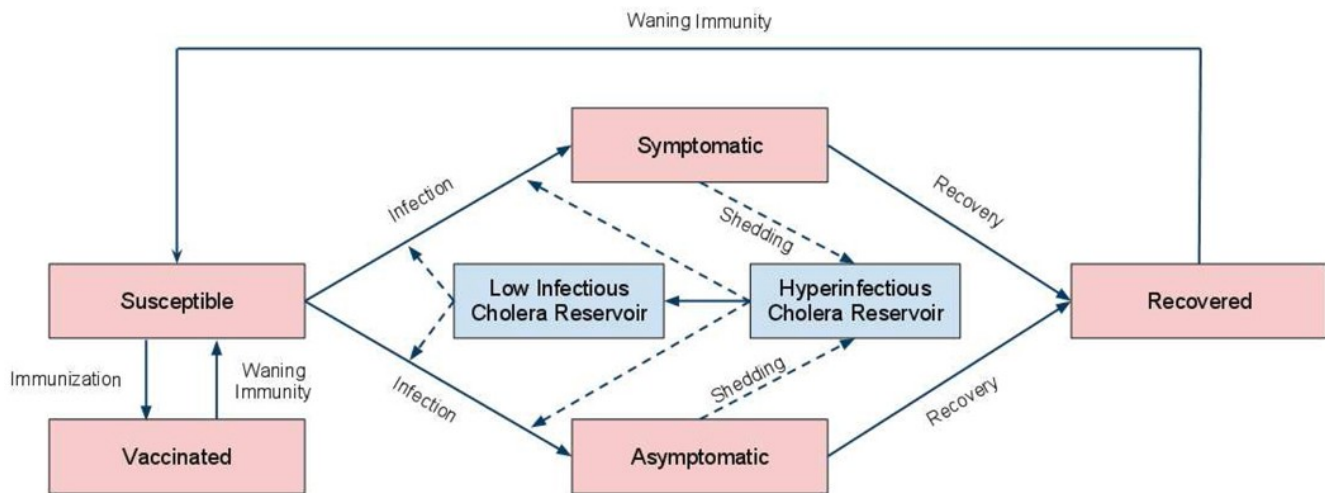 Waning Immunity
Symptomatic
Infection
Shedding
Recovery
Susceptible
Low Infectious
Cholera Reservoir
Hyperinfectious
Cholera Reservoir
Recovered
Immunization
Waning
Immunity
Infection
Shedding
Recovery
Vaccinated
Asymptomatic